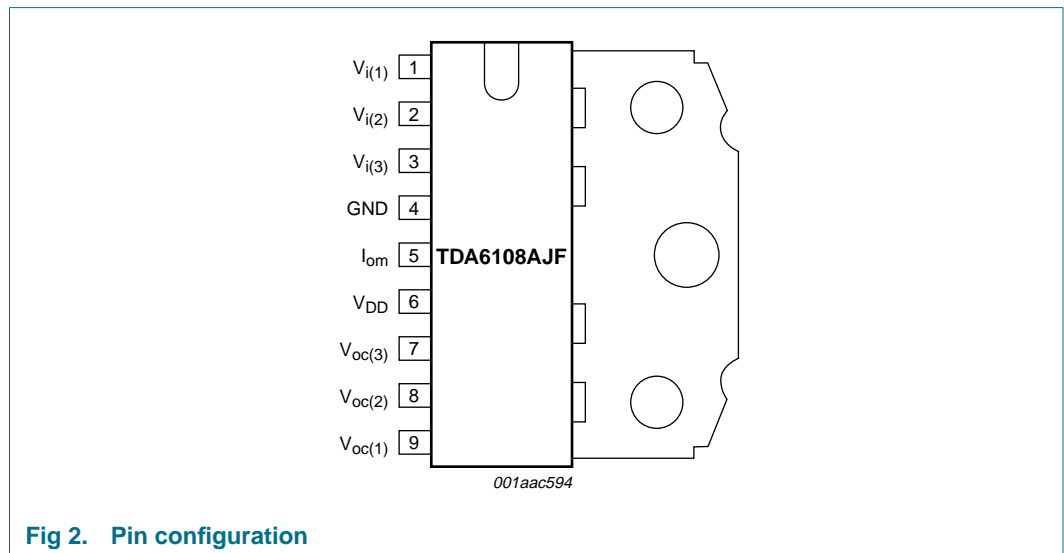 Vi(1) 1
Vi(2) 2
Vi(3) 3
GND 4
Iom 5
TDA6108AJF
VDD 6
Voc(3) 7
Voc(2) 8
Voc(1) 9
001aac594
Fig 2. Pin configuration